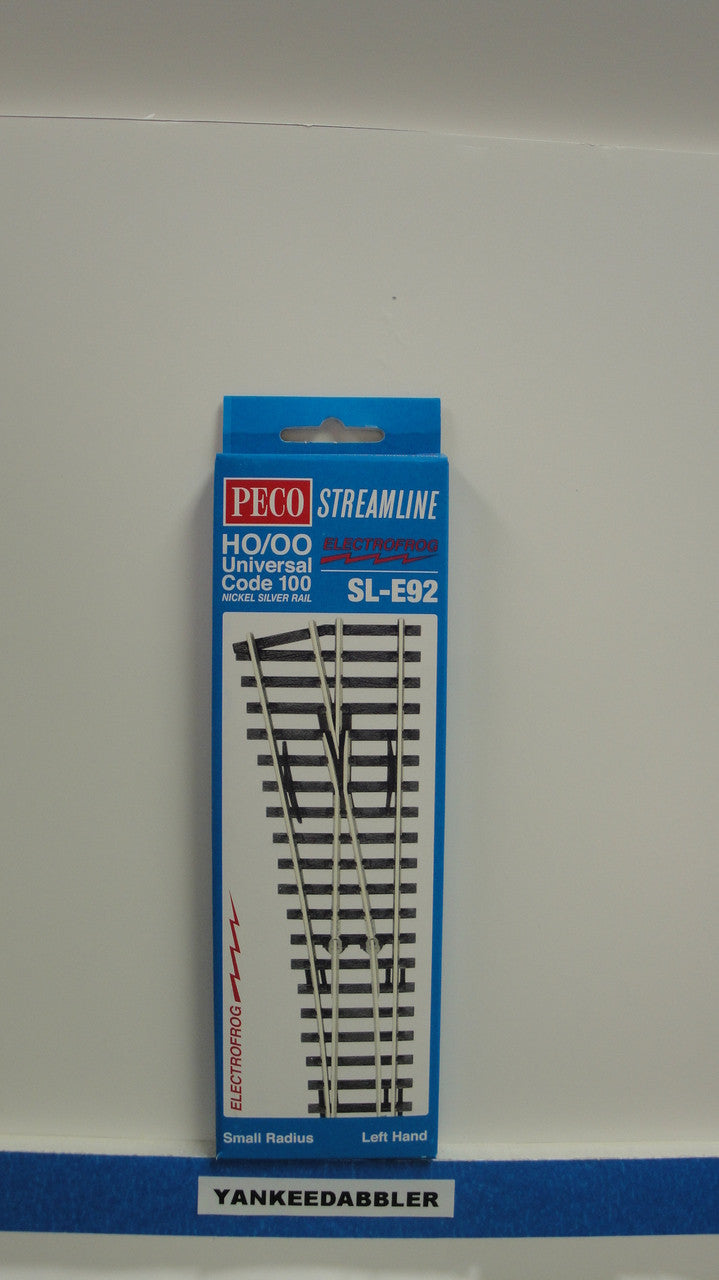 PECO STREAMLINE
HO/OO
Universal
Code 100
NICKEL SILVER RAIL
ELECTROFROG
SL-E92
ELECTROFROG
Small Radius Left Hand
YANKEEDABBLER